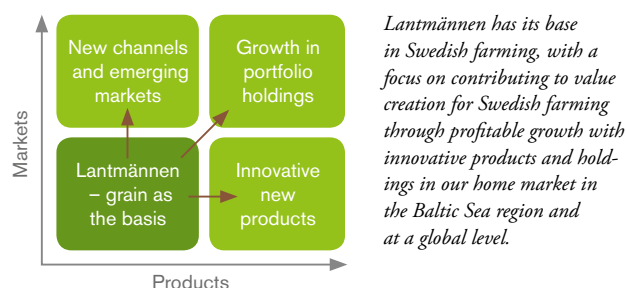 New channels
and emerging
markets
Growth in
portfolio
holdings
Markets
Lantmännen
– grain as
the basis
Innovative
new
products
Products
Lantmännen has its base
in Swedish farming, with a
focus on contributing to value
creation for Swedish farming
through profitable growth with
innovative products and hold-
ings in our home market in
the Baltic Sea region and
at a global level.